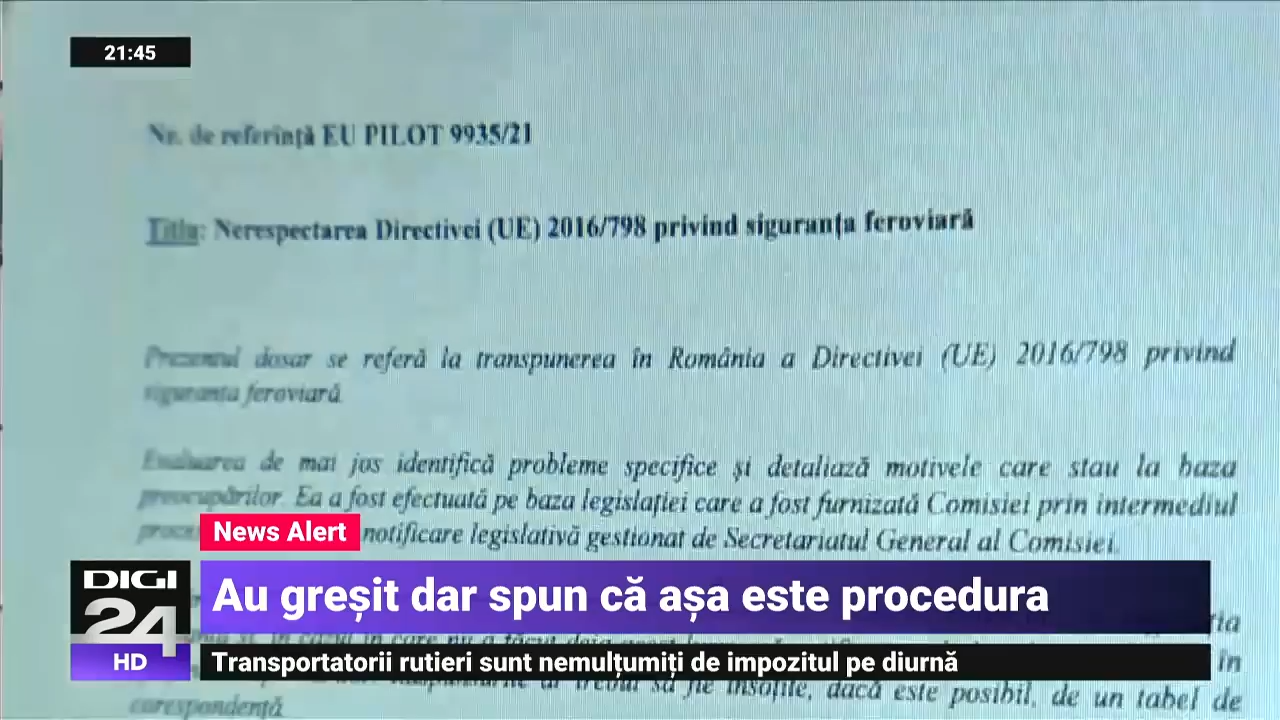 21:45
Nr. de referință EU PILOT 9935/21
Titlu: Nerespectarea Directivei (UE) 2016/798 privind siguranța feroviară
Prezentul dosar se referă la transpunerea în România a Directivei (UE) 2016/798 privind
siguranța feroviară
Evaluarea de mai jos identifică probleme specifice și detaliază motivele care stau la baza
preocupărilor. Ea a fost efectuată pe baza legislației care a fost furnizată Comisiei prin intermediul
notificare legislativă gestionat de Secretariatul General al Comisiei.
News Alert
DIGI
24
HD
Au greșit dar spun că așa este procedura
Transportatorii rutieri sunt nemulțumiți de impozitul pe diurnă
în
să fie însoțite, dacă este posibil, de un tabel de
corespondență